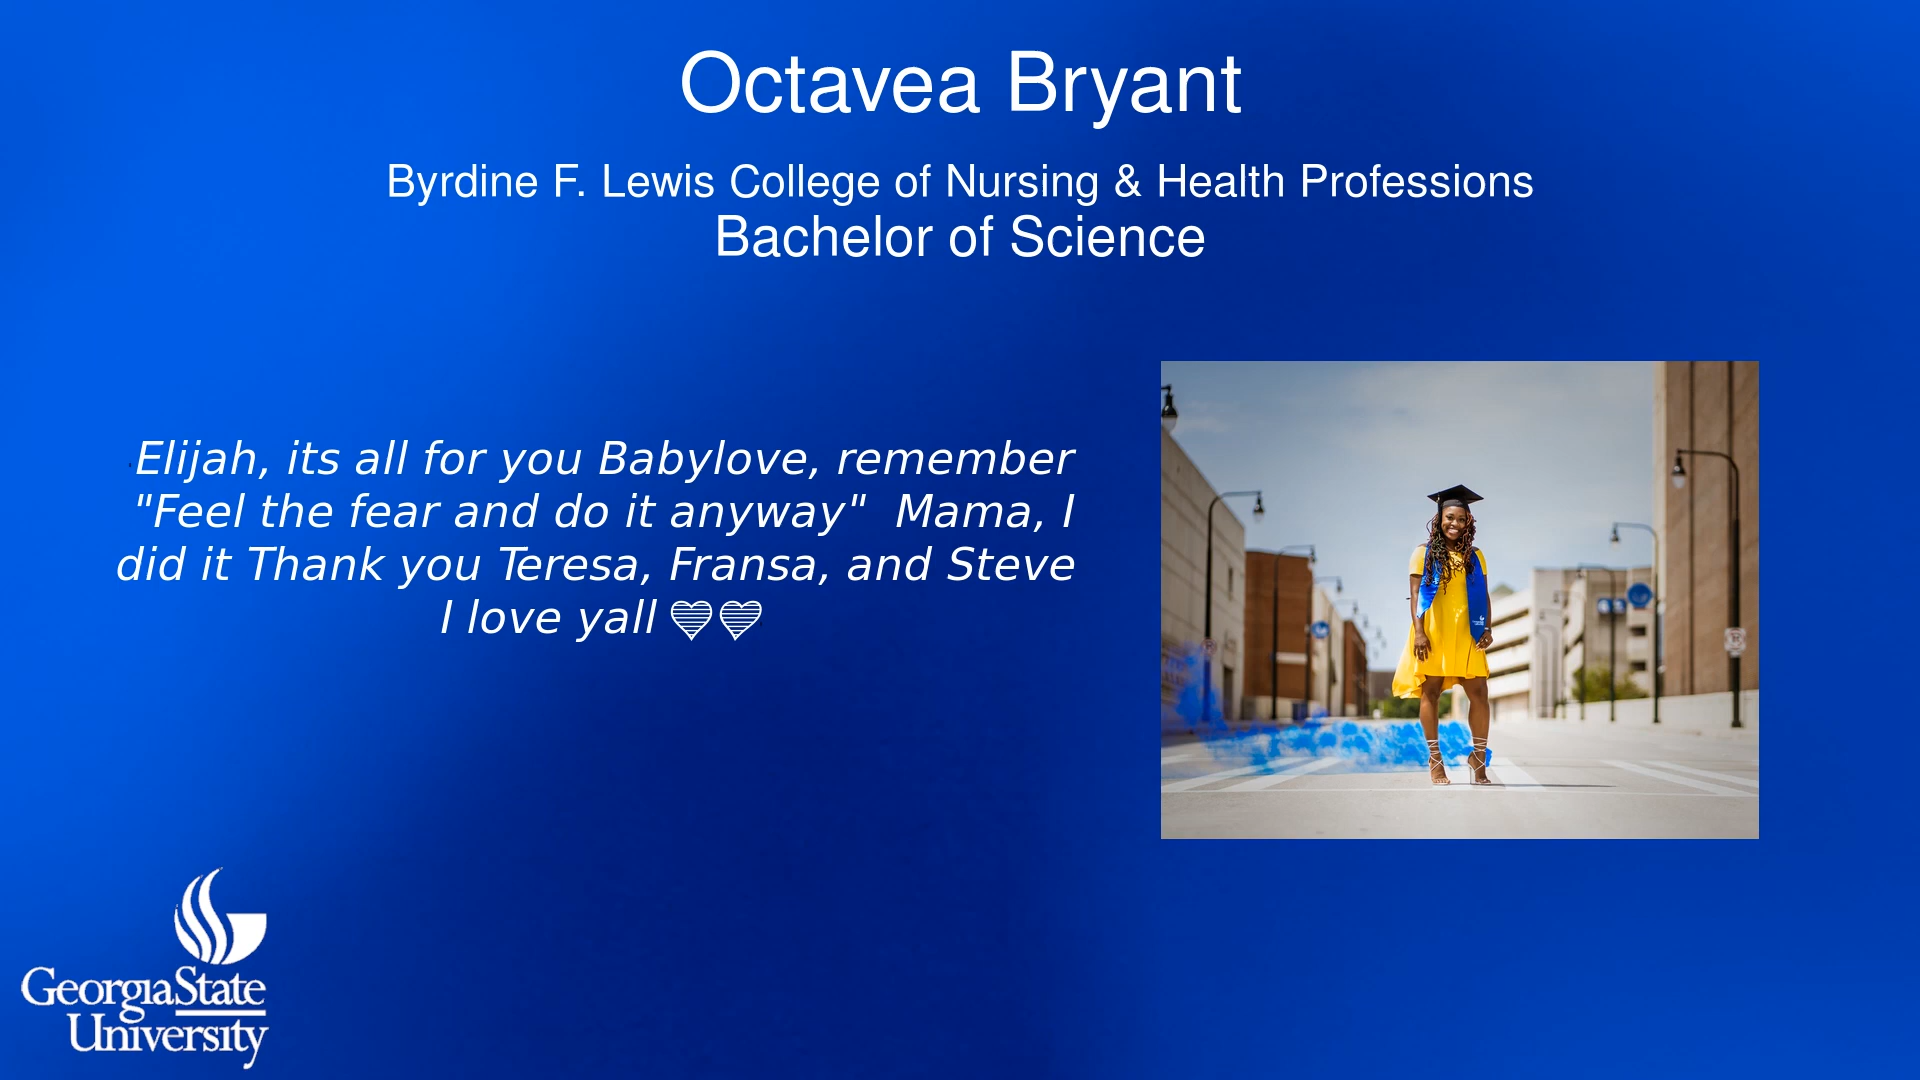 Octavea Bryant
Byrdine F. Lewis College of Nursing & Health Professions
Bachelor of Science
Elijah, its all for you Babylove, remember
"Feel the fear and do it anyway"  Mama, I
did it Thank you Teresa, Fransa, and Steve
I love yall 💙💙
GeorgiaState
University